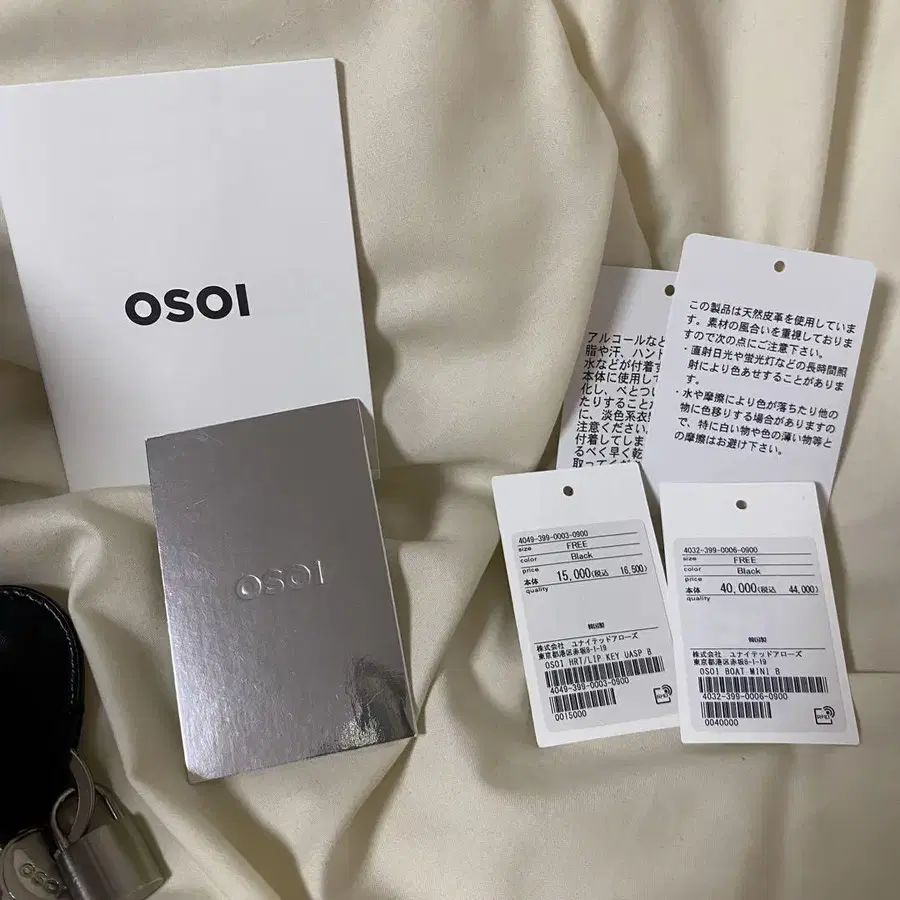 OSOI
OSOI
アルコールなど
脂や汗、ハンド
水などが付着す
本体に使用して
化し、べとつい
たりすることが
に、淡色系衣
注意ください。
付着してしま
るべく早く乾
取ってくだ
この製品は天然皮革を使用していま
す。素材の風合いを重視しておりま
すので次の点にご注意下さい。
・直射日光や蛍光灯などの長時間照
射により色あせすることがありま
す。
・水や摩擦により色が落ちたり他の
物に色移りする場合がありますの
で、特に白い物や色の薄い物等と
の摩擦はお避け下さい。
4049-399-0003-0900
size FREE
color Black
price
本体 15,000(税込 16,500)
quality
韓国製
株式会社 ユナイテッドアローズ
東京都港区赤坂8-1-19
OSOI HRT/LIP KEY UASP B
4049-399-0003-0900
0015000
4032-399-0006-0900
size FREE
color Black
price
本体 40,000(税込 44,000)
quality
韓国製
株式会社 ユナイテッドアローズ
東京都港区赤坂8-1-19
OSOI BOAT MINI B
4032-399-0006-0900
0040000
OSOI